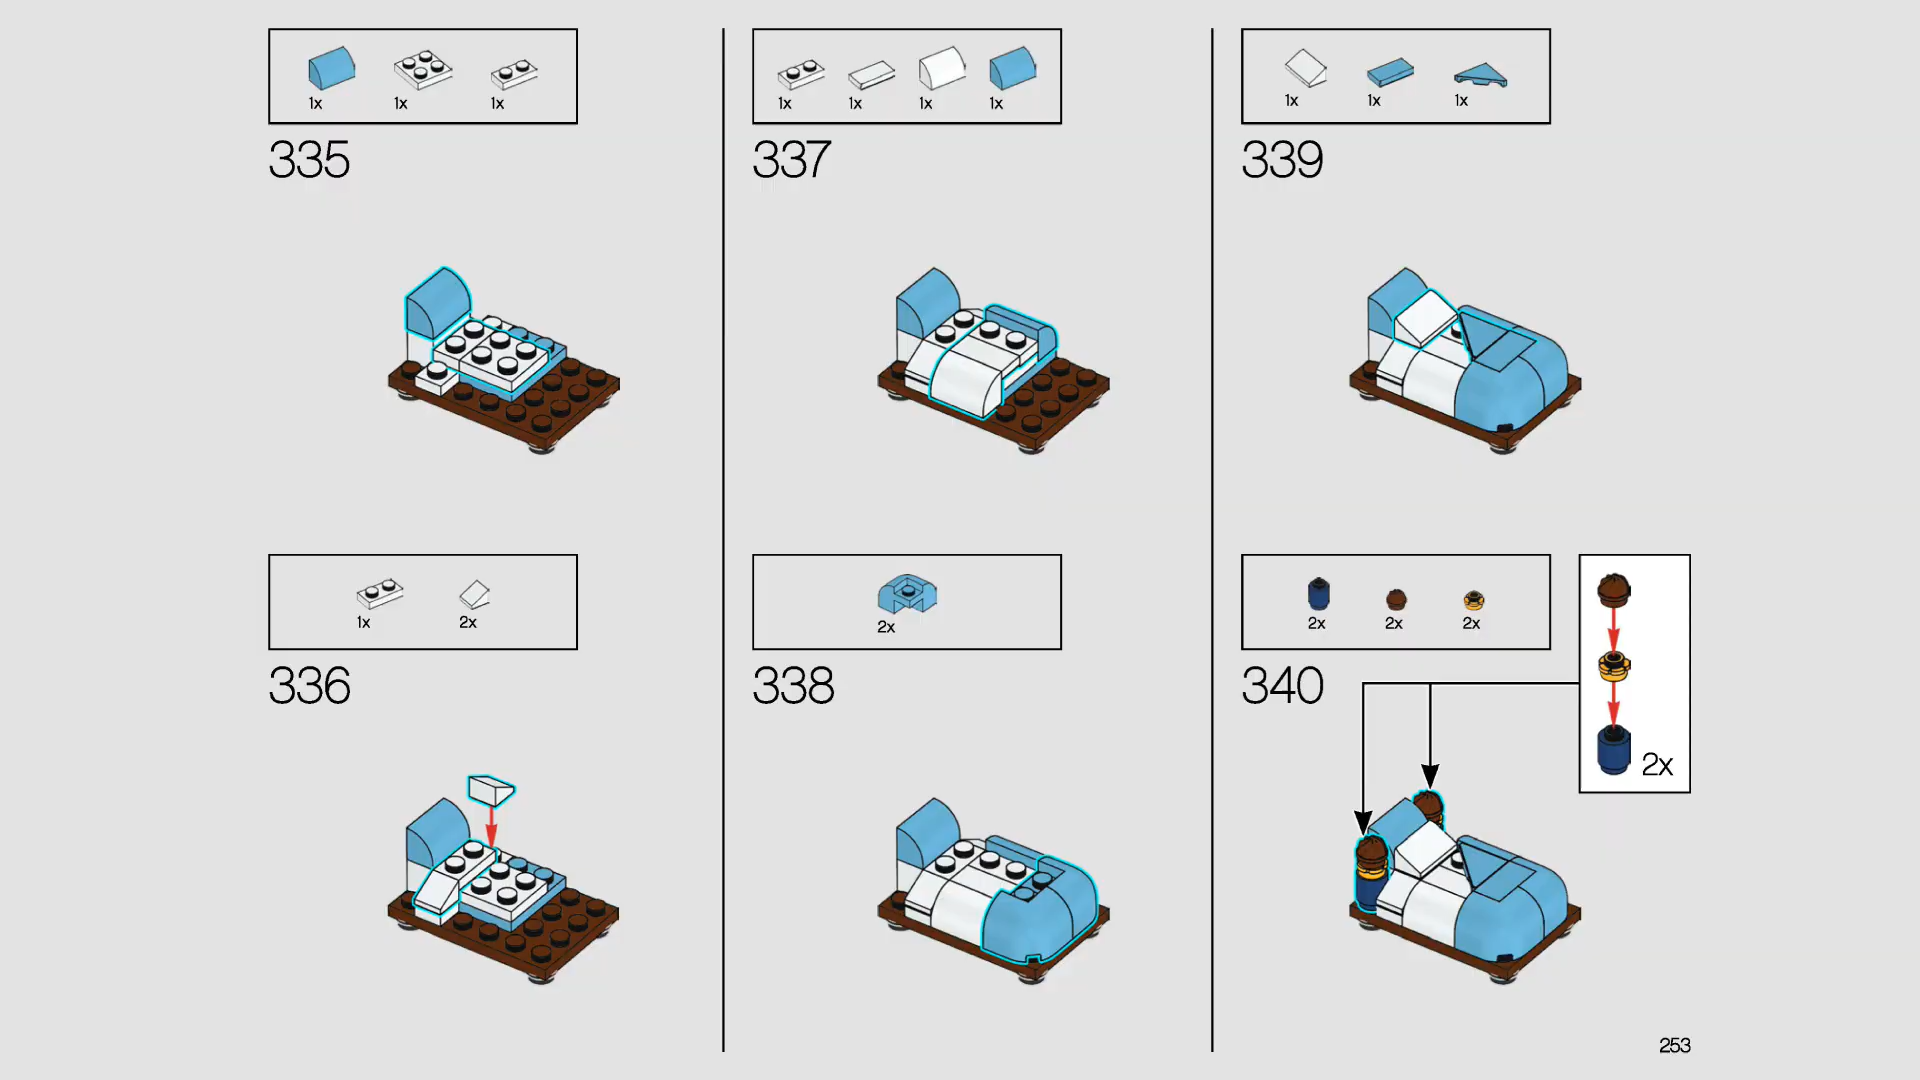 1x 1x 1x
335
1x 2x
336
1x 1x 1x 1x
337
2x
338
1x 1x 1x
339
2x 2x 2x
340
2x
253